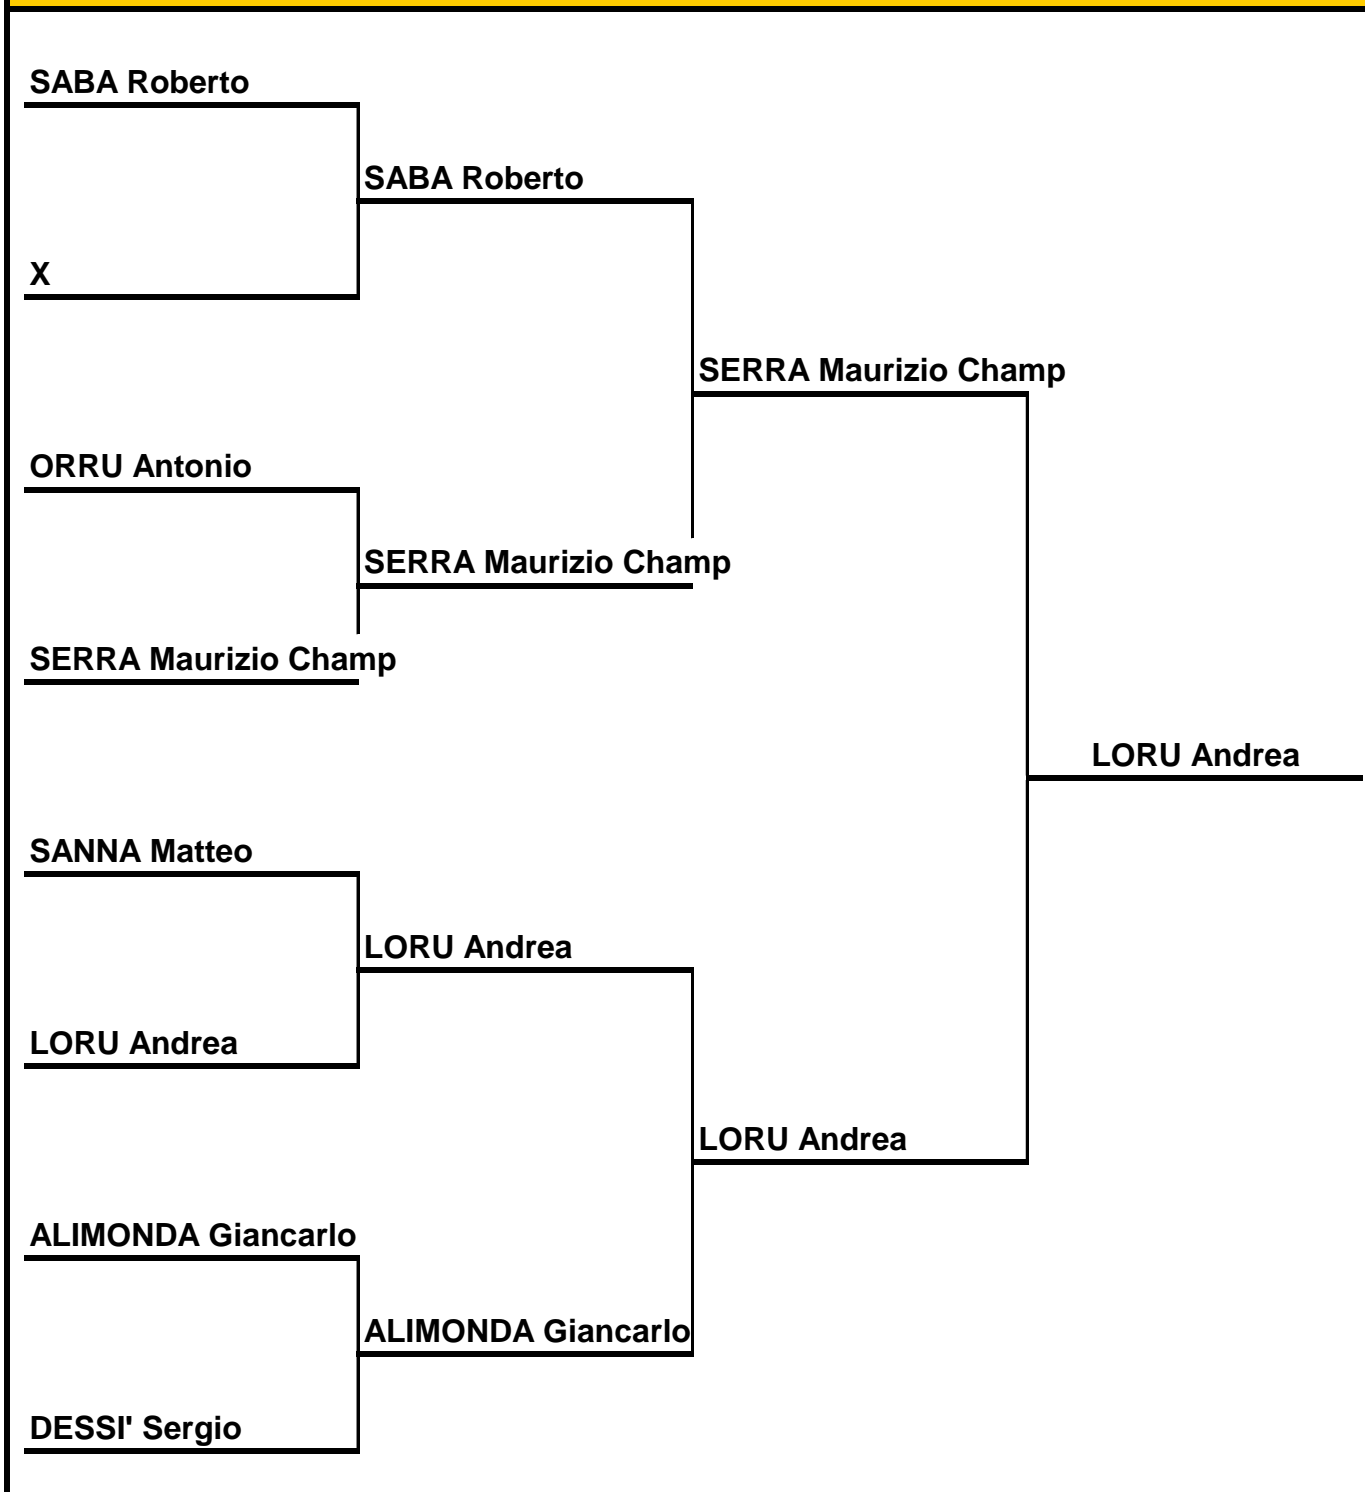 SABA Roberto
SABA Roberto
X
SERRA Maurizio Champ
ORRU Antonio
SERRA Maurizio Champ
SERRA Maurizio Champ
LORU Andrea
SANNA Matteo
LORU Andrea
LORU Andrea
LORU Andrea
ALIMONDA Giancarlo
ALIMONDA Giancarlo
DESSI' Sergio